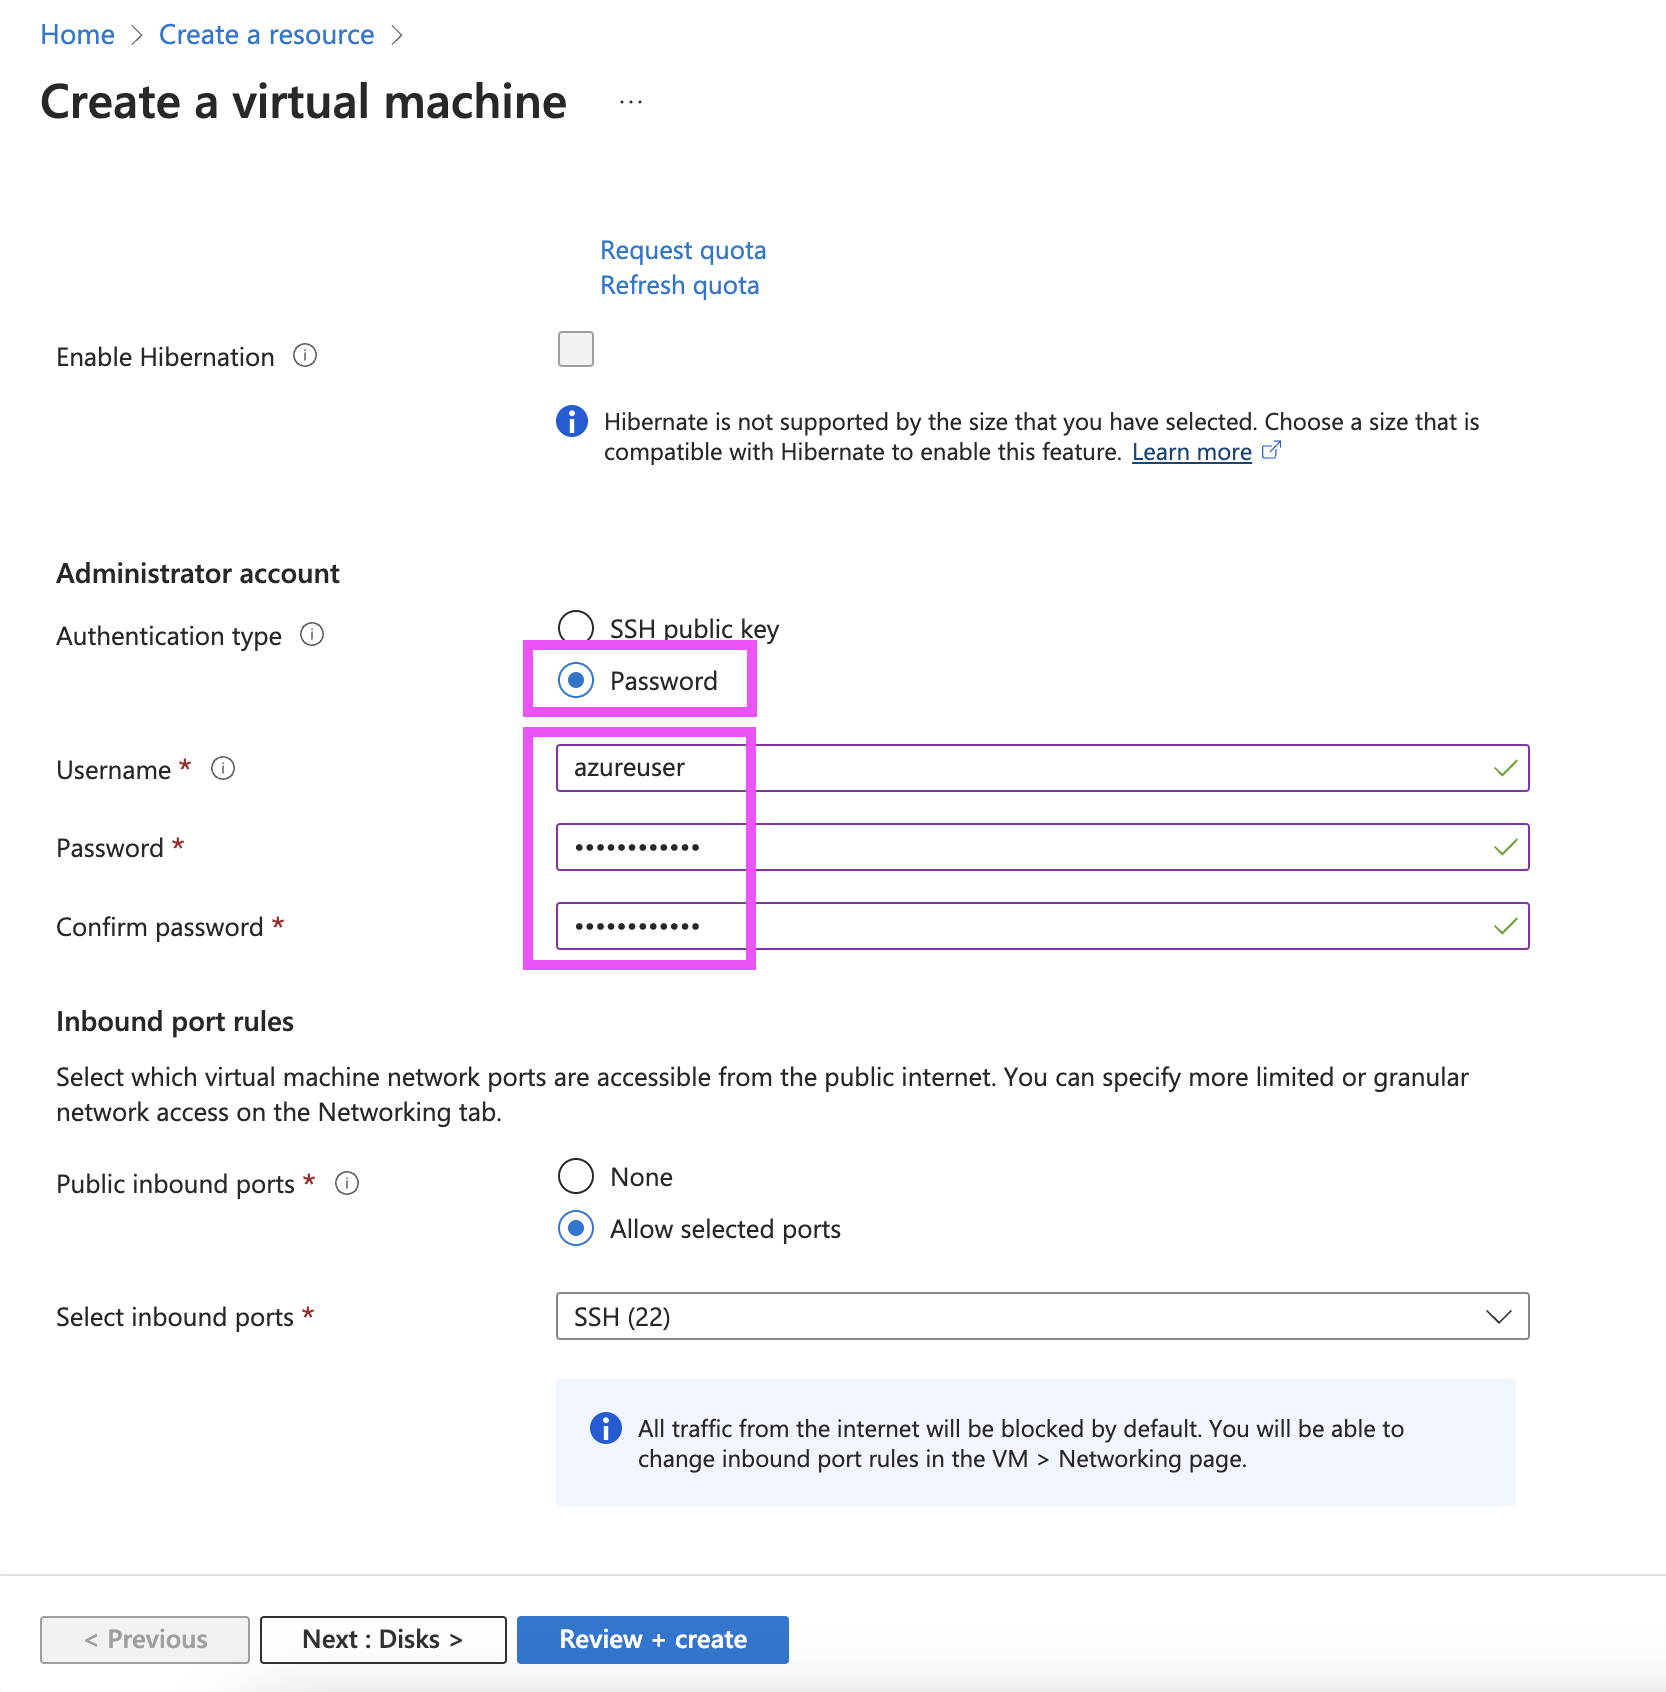 Home > Create a resource >
Create a virtual machine ...
Request quota
Refresh quota
Enable Hibernation
Hibernate is not supported by the size that you have selected. Choose a size that is
compatible with Hibernate to enable this feature. Learn more
Administrator account
Authentication type
SSH public key
Password
Username *
azureuser
Password *
••••••••••••
Confirm password *
••••••••••••
Inbound port rules
Select which virtual machine network ports are accessible from the public internet. You can specify more limited or granular
network access on the Networking tab.
Public inbound ports *
None
Allow selected ports
Select inbound ports *
SSH (22)
All traffic from the internet will be blocked by default. You will be able to
change inbound port rules in the VM > Networking page.
< Previous
Next : Disks >
Review + create